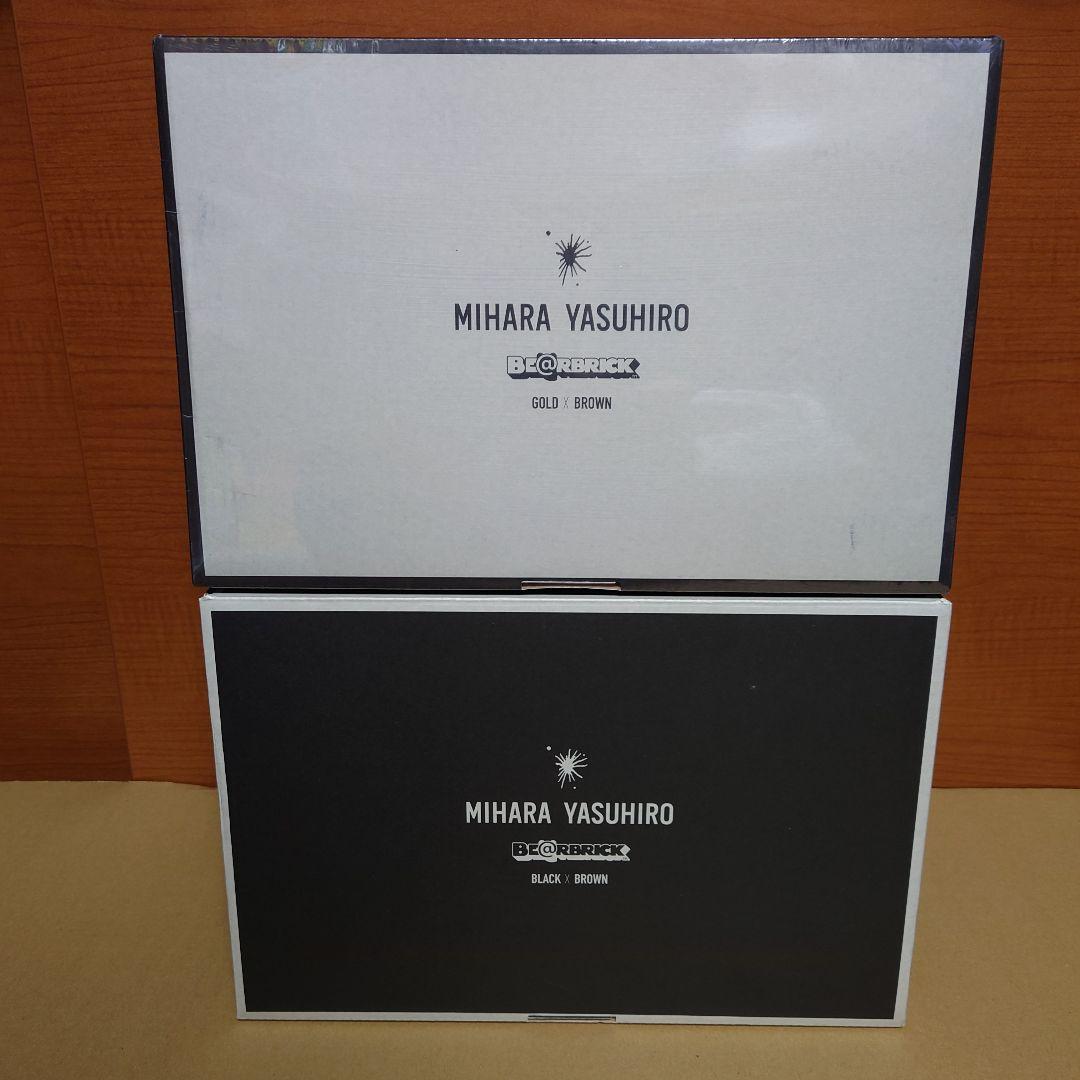 MIHARA YASUHIRO
BE@RBRICK
GOLD X BROWN
MIHARA YASUHIRO
BE@RBRICK
BLACK X BROWN